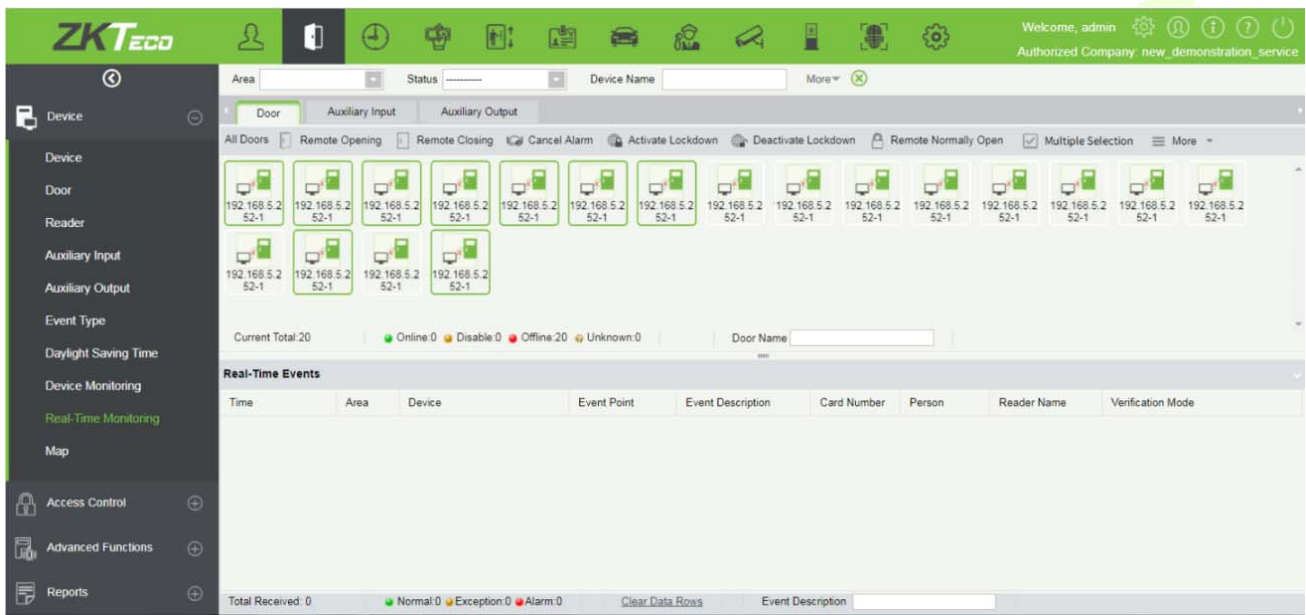 ZKTeco
Welcome, admin
Authorized Company: new_demonstration_service
Area
Status ----------
Device Name
More
Device
Door
Auxiliary Input
Auxiliary Output
All Doors
Remote Opening
Remote Closing
Cancel Alarm
Activate Lockdown
Deactivate Lockdown
Remote Normally Open
Multiple Selection
More
Device
Door
Reader
Auxiliary Input
Auxiliary Output
Event Type
Daylight Saving Time
Device Monitoring
Real-Time Monitoring
Map
Access Control
Advanced Functions
Reports
192.168.5.2 192.168.5.2 192.168.5.2 192.168.5.2 192.168.5.2 192.168.5.2 192.168.5.2 192.168.5.2 192.168.5.2 192.168.5.2 192.168.5.2 192.168.5.2 192.168.5.2 192.168.5.2 192.168.5.2
52-1 52-1 52-1 52-1 52-1 52-1 52-1 52-1 52-1 52-1 52-1 52-1 52-1 52-1 52-1
192.168.5.2 192.168.5.2 192.168.5.2 192.168.5.2
52-1 52-1 52-1 52-1
Current Total:20 Online:0 Disable:0 Offline:20 Unknown:0 Door Name
Real-Time Events
Time Area Device Event Point Event Description Card Number Person Reader Name Verification Mode
Total Received: 0 Normal:0 Exception:0 Alarm:0 Clear Data Rows Event Description